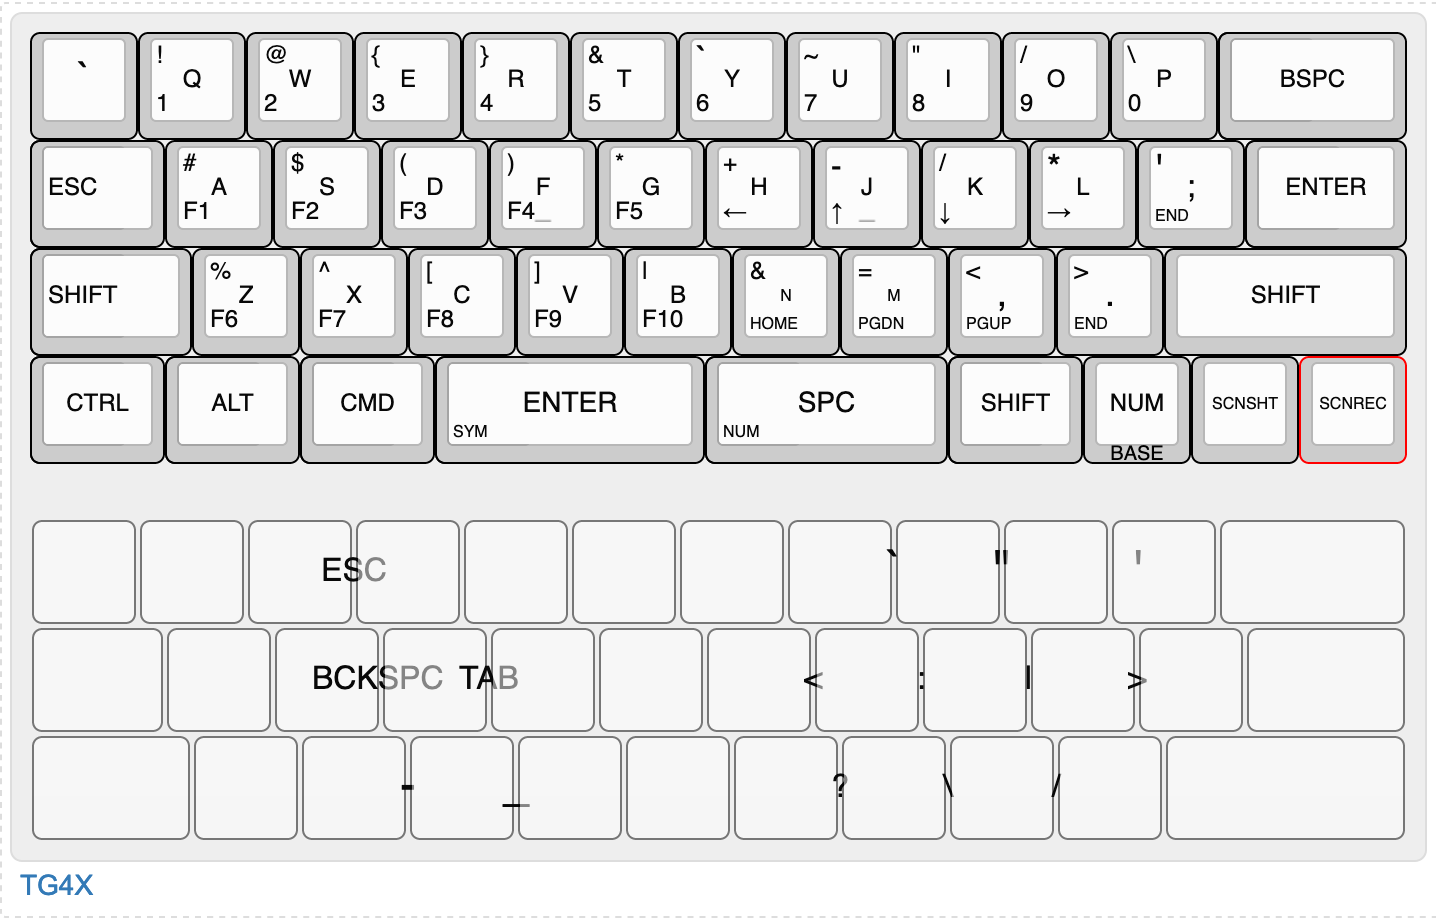 ! @ { } & ` ~ " / \
` Q W E R T Y U I O P BSPC
1 2 3 4 5 6 7 8 9 0
# $ ( ) * + - / * '
ESC A S D F G H J K L ; ENTER
F1 F2 F3 F4_ F5 ← ↑ _ ↓ → END
% ^ [ ] | & = < >
SHIFT Z X C V B N M , . SHIFT
F6 F7 F8 F9 F10 HOME PGDN PGUP END
CTRL ALT CMD ENTER SPC SHIFT NUM SCNSHT SCNREC
SYM NUM
BASE
ESC ` " '
BCKSPC TAB < : | >
- _ ? \ /
TG4X